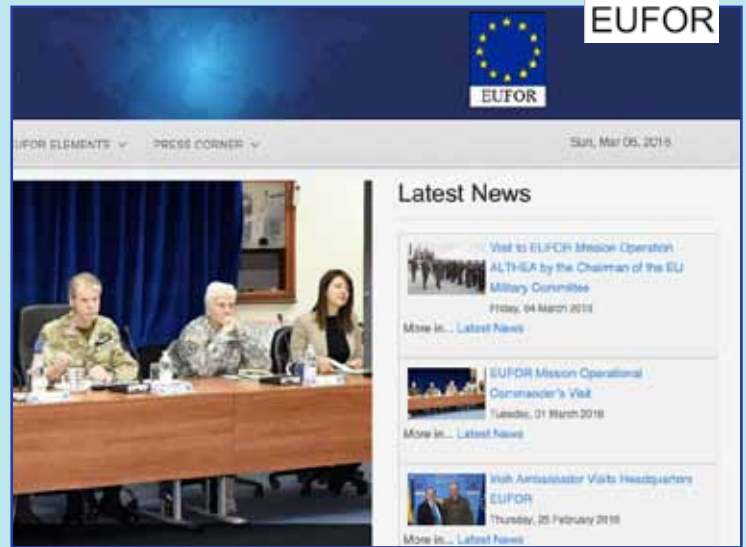 EUFOR
EUFOR
UFOR ELEMENTS
PRESS CORNER
Sun, Mar 06, 2016
Latest News
Visit to EUFOR Mission Operation
ALTHEA by the Chairman of the EU
Military Committee
Friday, 04 March 2016
More in... Latest News
EUFOR Mission Operational
Commander's Visit
Tuesday, 01 March 2016
More in... Latest News
Irish Ambassador Visits Headquarters
EUFOR
Thursday, 25 February 2016
More in... Latest News